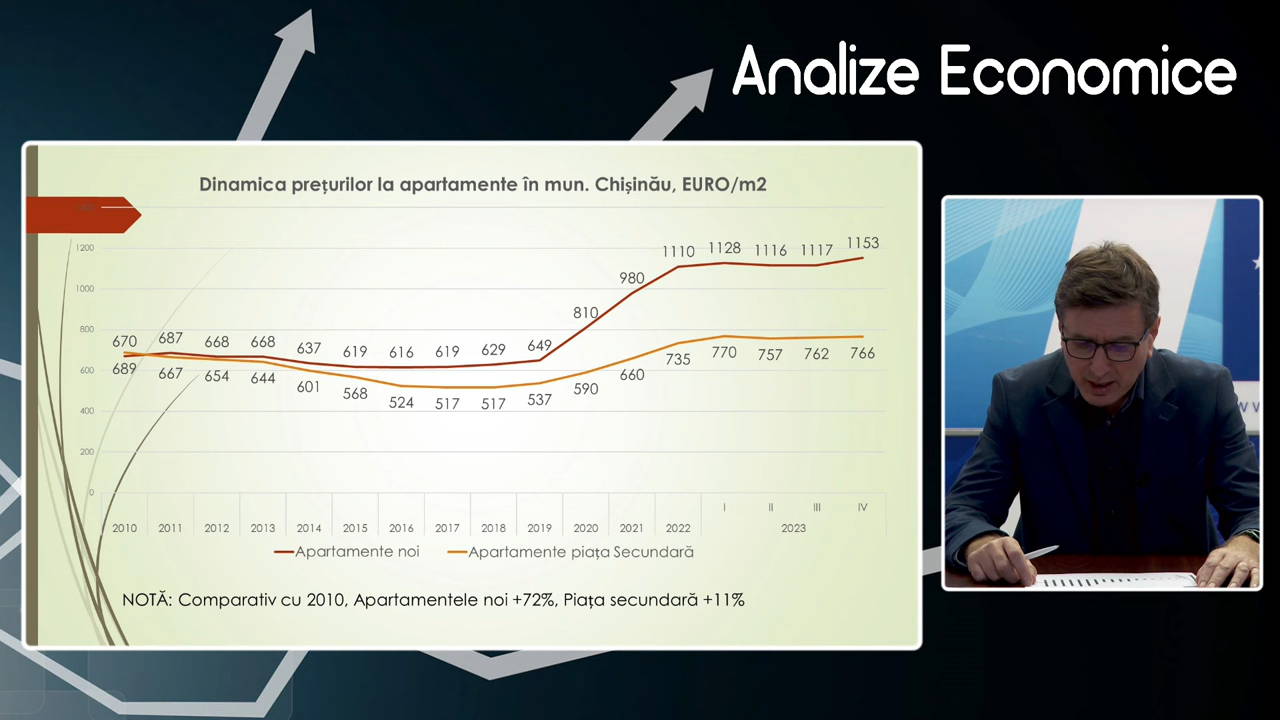 Analize Economice
Dinamica prețurilor la apartamente în mun. Chișinău, EURO/m2
1200
1000
800
600
400
200
0
670 687 668 668 637 619 616 619 629 649 810 980 1110 1128 1116 1117 1153
689 667 654 644 601 568 524 517 517 537 590 660 735 770 757 762 766
I II III IV
2010 2011 2012 2013 2014 2015 2016 2017 2018 2019 2020 2021 2022 2023
Apartamente noi Apartamente piața Secundară
NOTĂ: Comparativ cu 2010, Apartamentele noi +72%, Piața secundară +11%